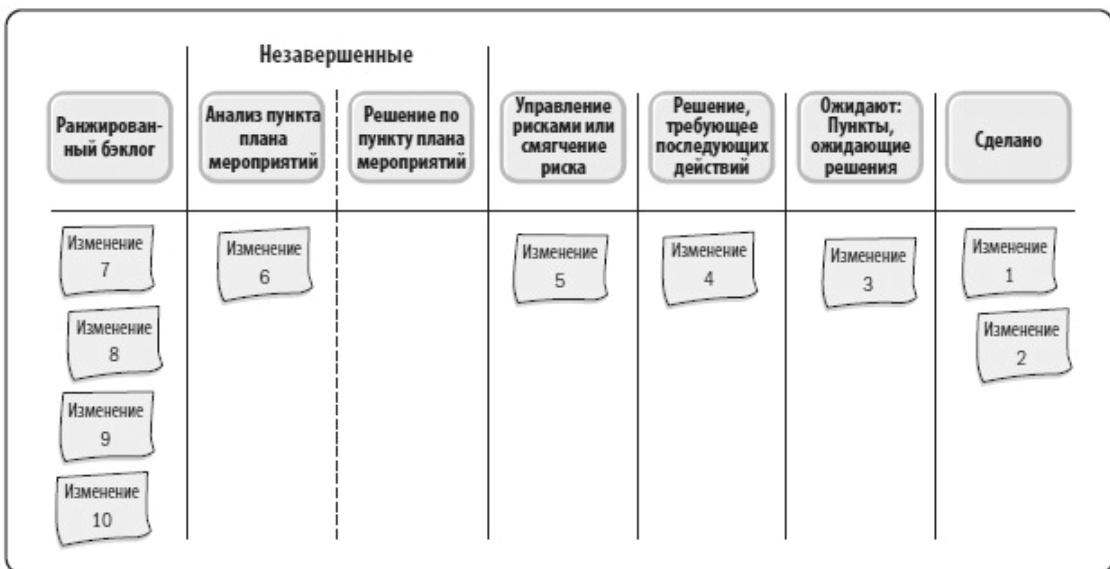 Незавершенные
Ранжирован-
ный бэклог
Анализ пункта
плана
мероприятий
Решение по
пункту плана
мероприятий
Управление
рисками или
смягчение
риска
Решение,
требующее
последующих
действий
Ожидают:
Пункты,
ожидающие
решения
Сделано
Изменение
7
Изменение
8
Изменение
9
Изменение
10
Изменение
6
Изменение
5
Изменение
4
Изменение
3
Изменение
1
Изменение
2